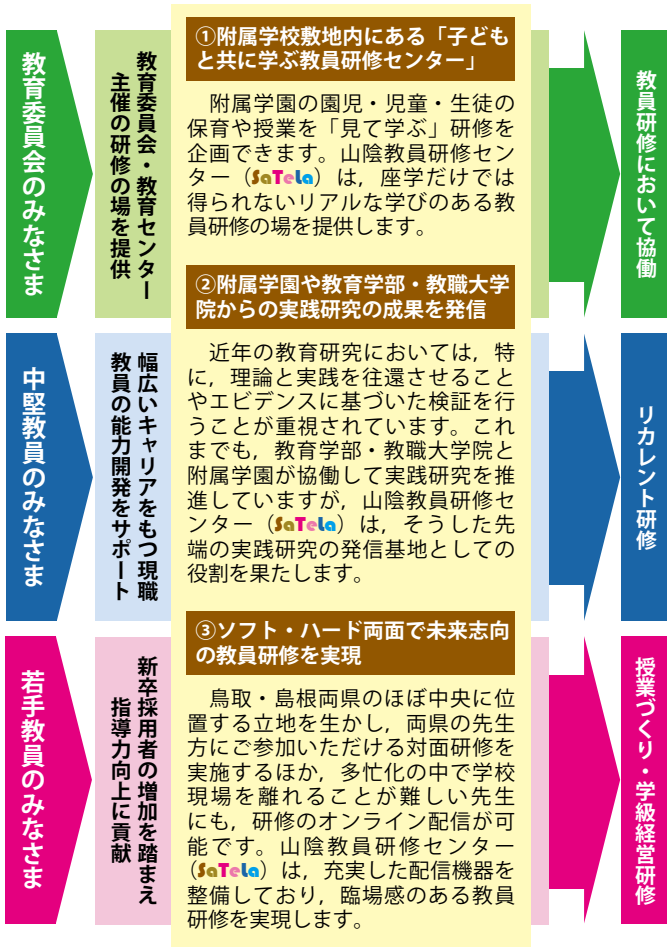 教育委員会のみなさま
教育委員会・教育センター
主催の研修の場を提供
中堅教員のみなさま
幅広いキャリアをもつ現職
教員の能力開発をサポート
若手教員のみなさま
新卒採用者の増加を踏まえ
指導力向上に貢献
①附属学校敷地内にある「子ども
と共に学ぶ教員研修センター」
附属学園の園児・児童・生徒の
保育や授業を「見て学ぶ」研修を
企画できます。山陰教員研修セン
ター（SaTeLa）は，座学だけでは
得られないリアルな学びのある教
員研修の場を提供します。
②附属学園や教育学部・教職大学
院からの実践研究の成果を発信
近年の教育研究においては，特
に，理論と実践を往還させること
やエビデンスに基づいた検証を行
うことが重視されています。これ
までも，教育学部・教職大学院と
附属学園が協働して実践研究を推
進していますが，山陰教員研修セ
ンター（SaTeLa）は，そうした先
端の実践研究の発信基地としての
役割を果たします。
③ソフト・ハード両面で未来志向
の教員研修を実現
鳥取・島根両県のほぼ中央に位
置する立地を生かし，両県の先生
方にご参加いただける対面研修を
実施するほか，多忙化の中で学校
現場を離れることが難しい先生
にも，研修のオンライン配信が可
能です。山陰教員研修センター
（SaTeLa）は，充実した配信機器を
整備しており，臨場感のある教員
研修を実現します。
教員研修において協働
リカレント研修
授業づくり・学級経営研修